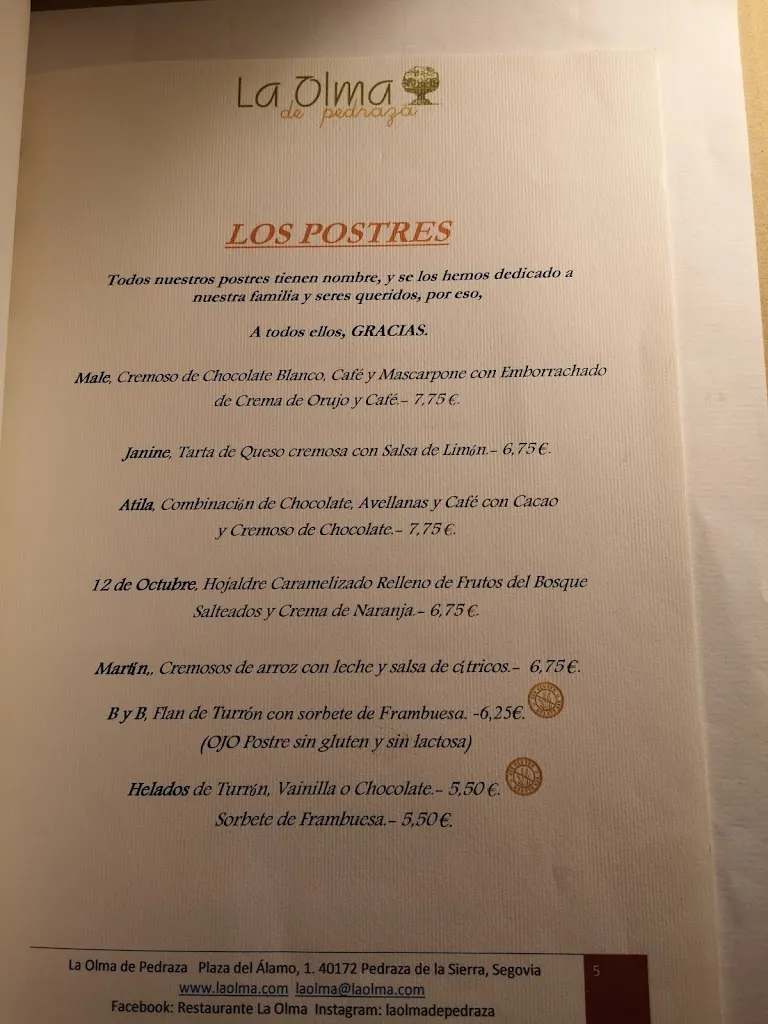 La Olma
de pedraza
LOS POSTRES
Todos nuestros postres tienen nombre, y se los hemos dedicado a
nuestra familia y seres queridos, por eso,
A todos ellos, GRACIAS.
Male, Cremoso de Chocolate Blanco, Café y Mascarpone con Emborrachado
de Crema de Orujo y Café.- 7,75 €.
Janine, Tarta de Queso cremosa con Salsa de Limón.- 6,75 €.
Atila, Combinación de Chocolate, Avellanas y Café con Cacao
y Cremoso de Chocolate.- 7,75 €.
12 de Octubre, Hojaldre Caramelizado Relleno de Frutos del Bosque
Salteados y Crema de Naranja.- 6,75 €.
Martín,, Cremosos de arroz con leche y salsa de cítricos.- 6,75 €.
B y B, Flan de Turrón con sorbete de Frambuesa. -6,25€.
(OJO Postre sin gluten y sin lactosa)
Helados de Turrón, Vainilla o Chocolate.- 5,50 €.
Sorbete de Frambuesa.- 5,50 €.
La Olma de Pedraza Plaza del Álamo, 1. 40172 Pedraza de la Sierra, Segovia
5
www.laolma.com laolma@laolma.com
Facebook: Restaurante La Olma Instagram: laolmadepedraza